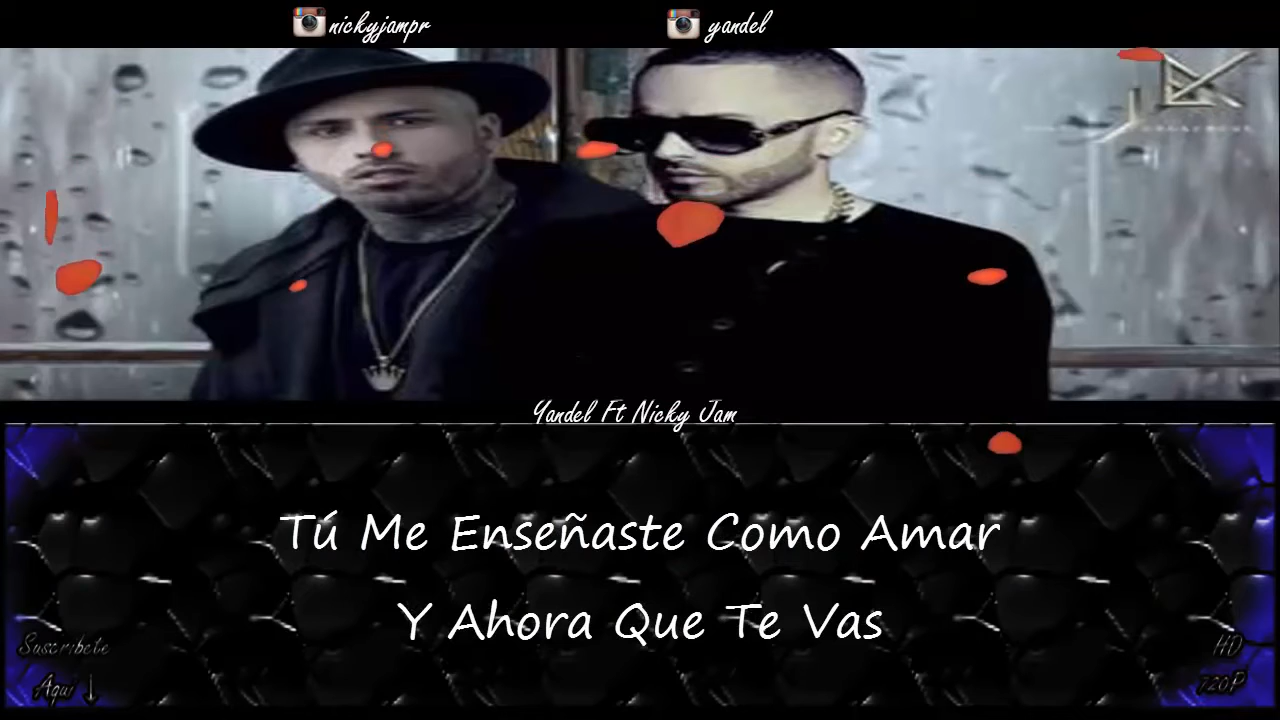 nickyjampr
yandel
Yandel Ft Nicky Jam
Tú Me Enseñaste Como Amar
Y Ahora Que Te Vas
Suscribete
Aquí ↓
HD
720P